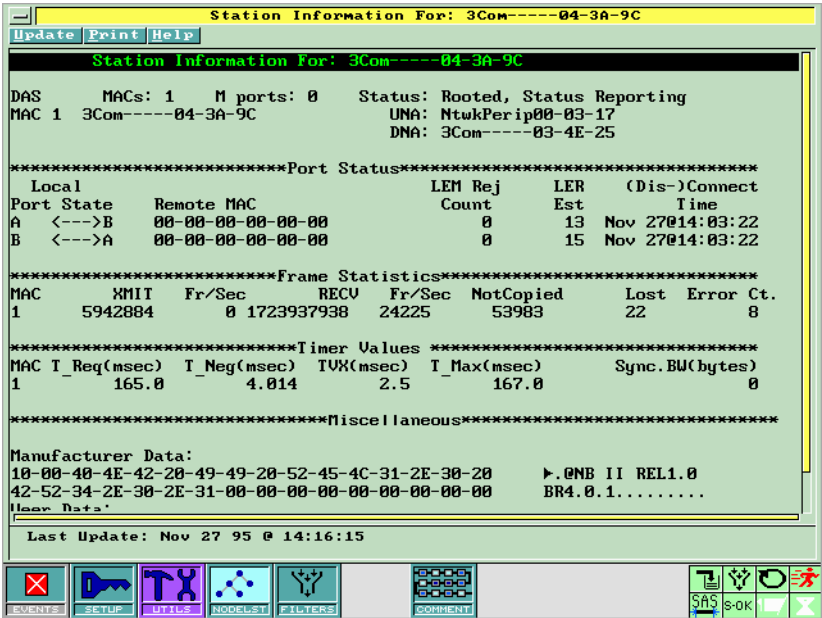 Station Information For: 3Com-----04-3A-9C
Update Print Help
Station Information For: 3Com-----04-3A-9C
DAS MACs: 1 M ports: 0 Status: Rooted, Status Reporting
MAC 1 3Com-----04-3A-9C UNA: NtwkPerip00-03-17
DNA: 3Com-----03-4E-25
***************************Port Status***********************************
Local LEM Rej LER (Dis-)Connect
Port State Remote MAC Count Est Time
A <--->B 00-00-00-00-00-00 0 13 Nov 27@14:03:22
B <--->A 00-00-00-00-00-00 0 15 Nov 27@14:03:22
**************************Frame Statistics*******************************
MAC XMIT Fr/Sec RECV Fr/Sec NotCopied Lost Error Ct.
1 5942884 0 1723937938 24225 53983 22 8
****************************Timer Values ********************************
MAC T_Req(msec) T_Neg(msec) TVX(msec) T_Max(msec) Sync.BW(bytes)
1 165.0 4.014 2.5 167.0 0
*******************************Miscellaneous*******************************
Manufacturer Data:
10-00-40-4E-42-20-49-49-20-52-45-4C-31-2E-30-20 ►.@NB II REL1.0
42-52-34-2E-30-2E-31-00-00-00-00-00-00-00-00-00 BR4.0.1.........
User Data:
Last Update: Nov 27 95 @ 14:16:15
EVENTS SETUP UTILS NODELST FILTERS COMMENT
SAS S-OK